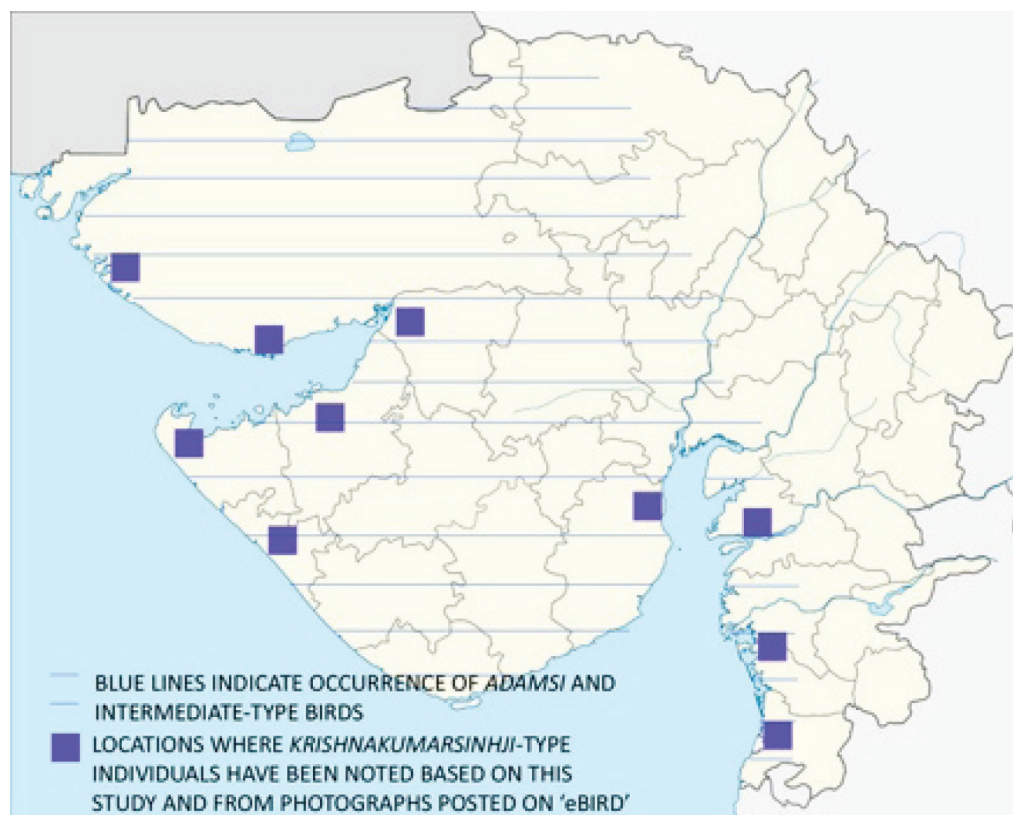 BLUE LINES INDICATE OCCURRENCE OF ADAMSI AND
INTERMEDIATE-TYPE BIRDS
LOCATIONS WHERE KRISHNAKUMARSINHJI-TYPE
INDIVIDUALS HAVE BEEN NOTED BASED ON THIS
STUDY AND FROM PHOTOGRAPHS POSTED ON ‘eBIRD’